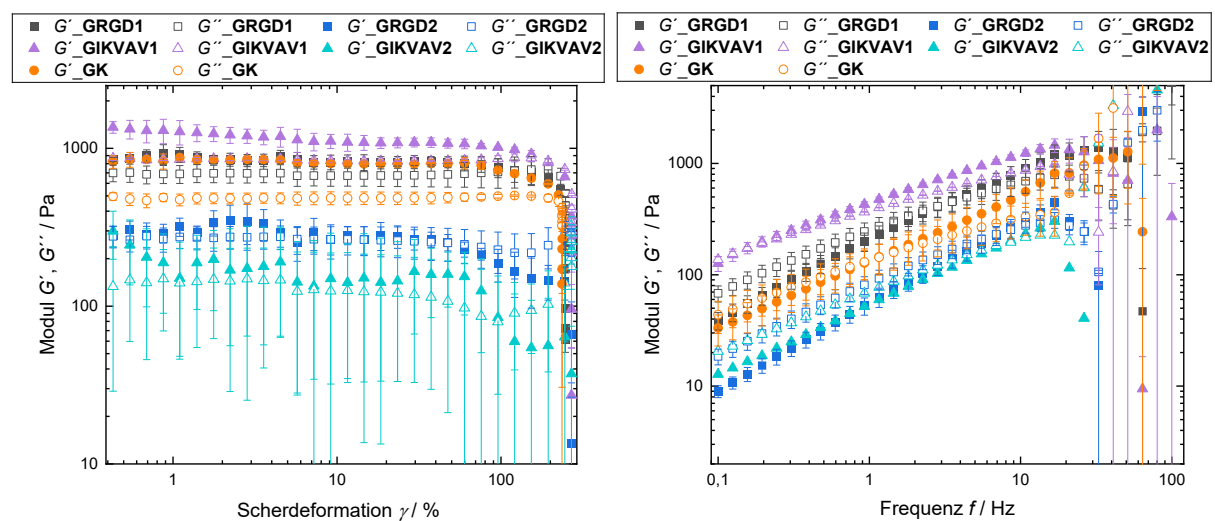 G´_GRGD1 G´´_GRGD1 G´_GRGD2 G´´_GRGD2
G´_GIKVAV1 G´´_GIKVAV1 G´_GIKVAV2 G´´_GIKVAV2
G´_GK G´´_GK
1000
100
10
1 10 100
Modul G´, G´´ / Pa
Scherdeformation γ / %
G´_GRGD1 G´´_GRGD1 G´_GRGD2 G´´_GRGD2
G´_GIKVAV1 G´´_GIKVAV1 G´_GIKVAV2 G´´_GIKVAV2
G´_GK G´´_GK
1000
100
10
0,1 1 10 100
Modul G´, G´´ / Pa
Frequenz f / Hz